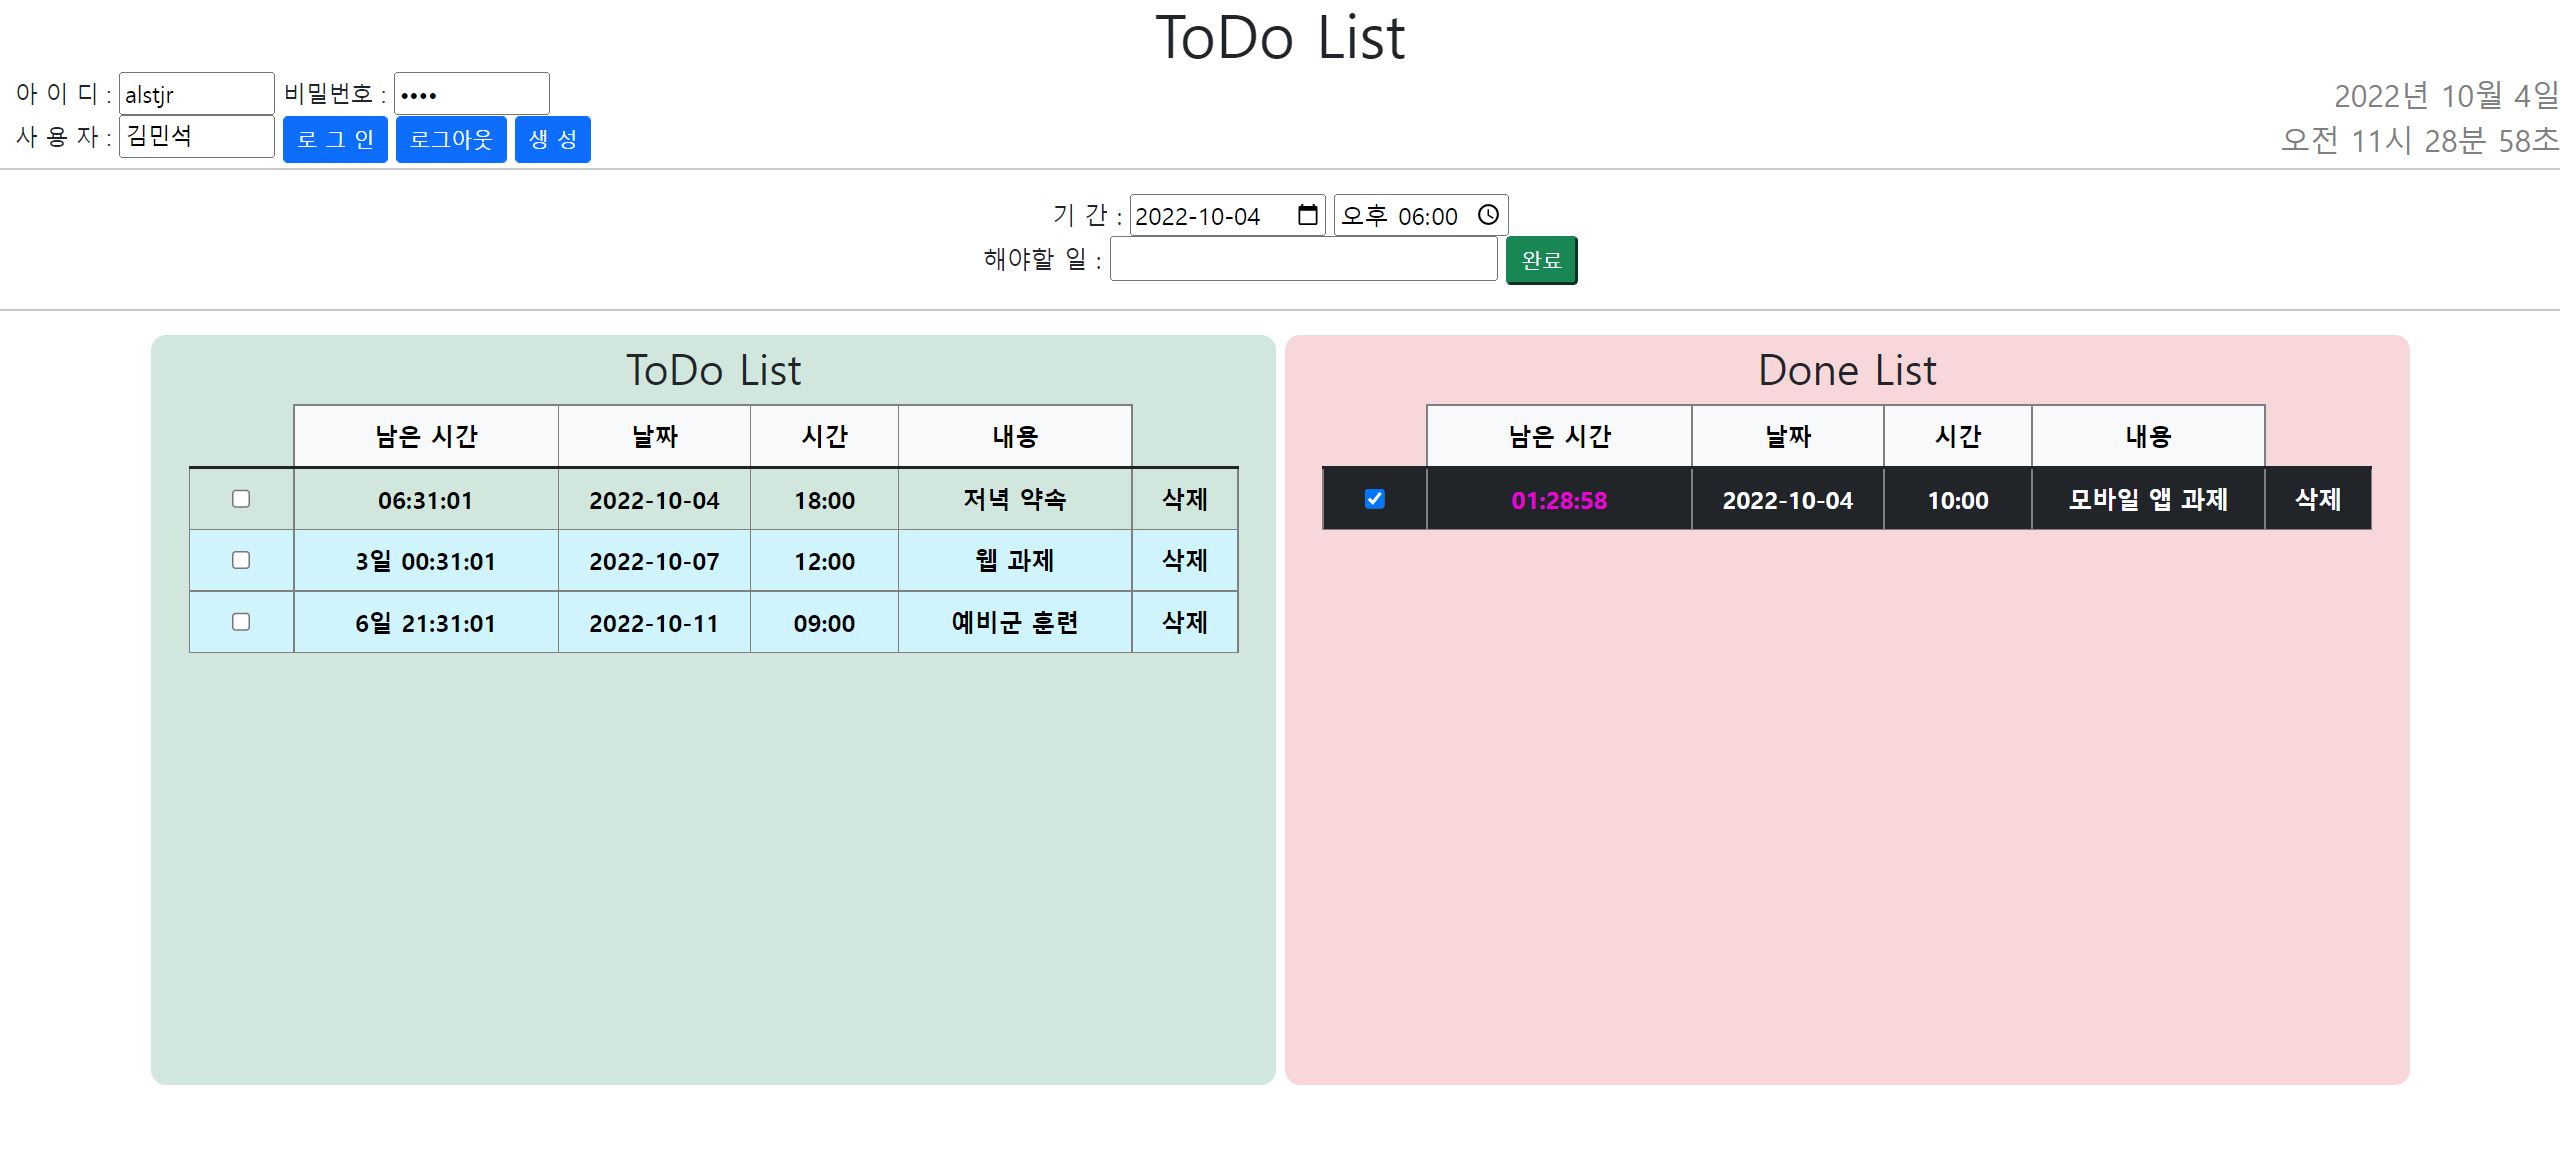 ToDo List
아 이 디 : alstjr 비밀번호 : ••••
2022년 10월 4일
사 용 자 : 김민석 로 그 인 로그아웃 생 성
오전 11시 28분 58초
기 간 : 2022-10-04 오후 06:00
해야할 일 : 완료
ToDo List
남은 시간 날짜 시간 내용
06:31:01 2022-10-04 18:00 저녁 약속 삭제
3일 00:31:01 2022-10-07 12:00 웹 과제 삭제
6일 21:31:01 2022-10-11 09:00 예비군 훈련 삭제
Done List
남은 시간 날짜 시간 내용
01:28:58 2022-10-04 10:00 모바일 앱 과제 삭제